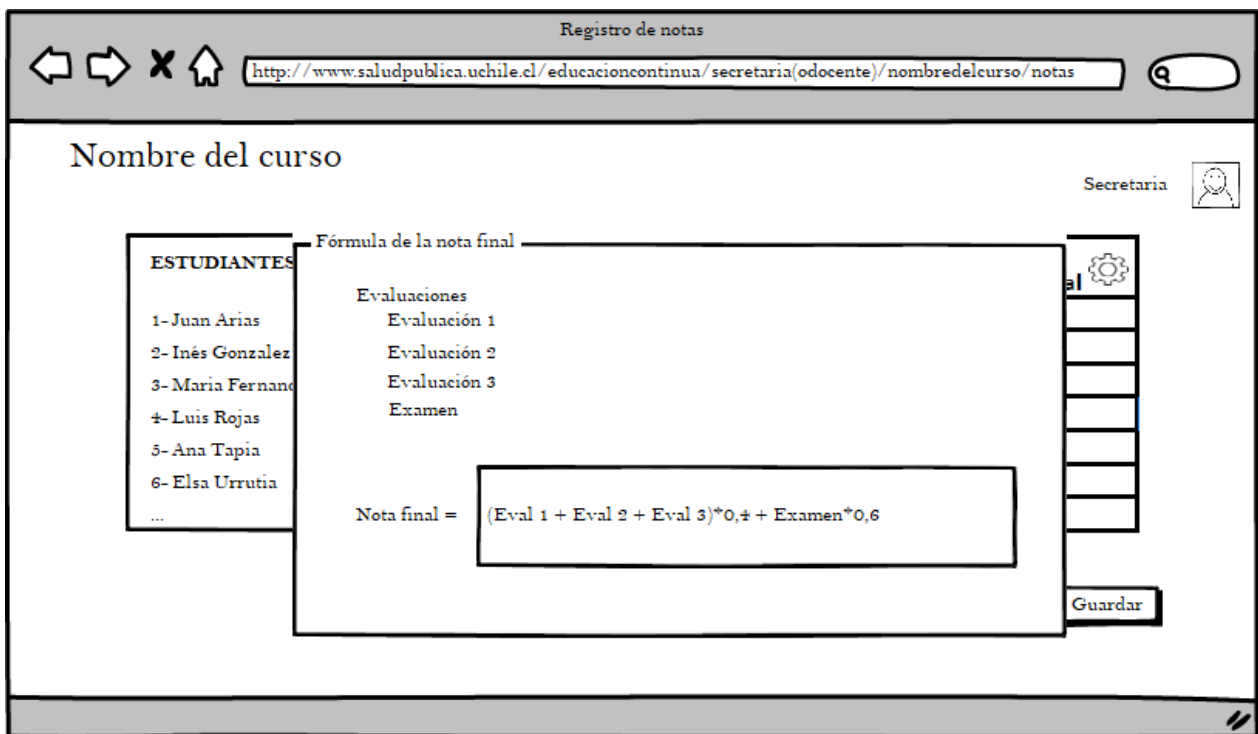 Registro de notas
http://www.saludpublica.uchile.cl/educacioncontinua/secretaria(odocente)/nombredelcurso/notas
Nombre del curso
Secretaria
Fórmula de la nota final
ESTUDIANTES
al
Evaluaciones
1- Juan Arias
Evaluación 1
2- Inés Gonzalez
Evaluación 2
3- Maria Fernand
Evaluación 3
4- Luis Rojas
Examen
5- Ana Tapia
6- Elsa Urrutia
...
Nota final =
(Eval 1 + Eval 2 + Eval 3)*0,4 + Examen*0,6
Guardar